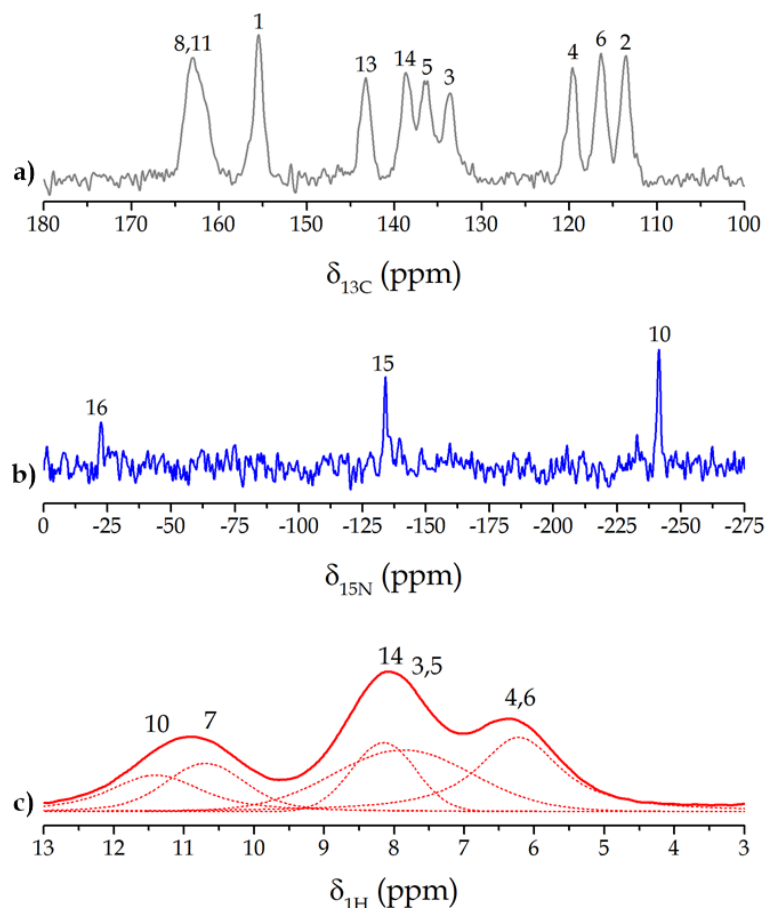 8,11 1 13 14 5 3 4 6 2
a)
180 170 160 150 140 130 120 110 100
δ13C (ppm)
16 15 10
b)
0 -25 -50 -75 -100 -125 -150 -175 -200 -225 -250 -275
δ15N (ppm)
10 7 14 3,5 4,6
c)
13 12 11 10 9 8 7 6 5 4 3
δ1H (ppm)